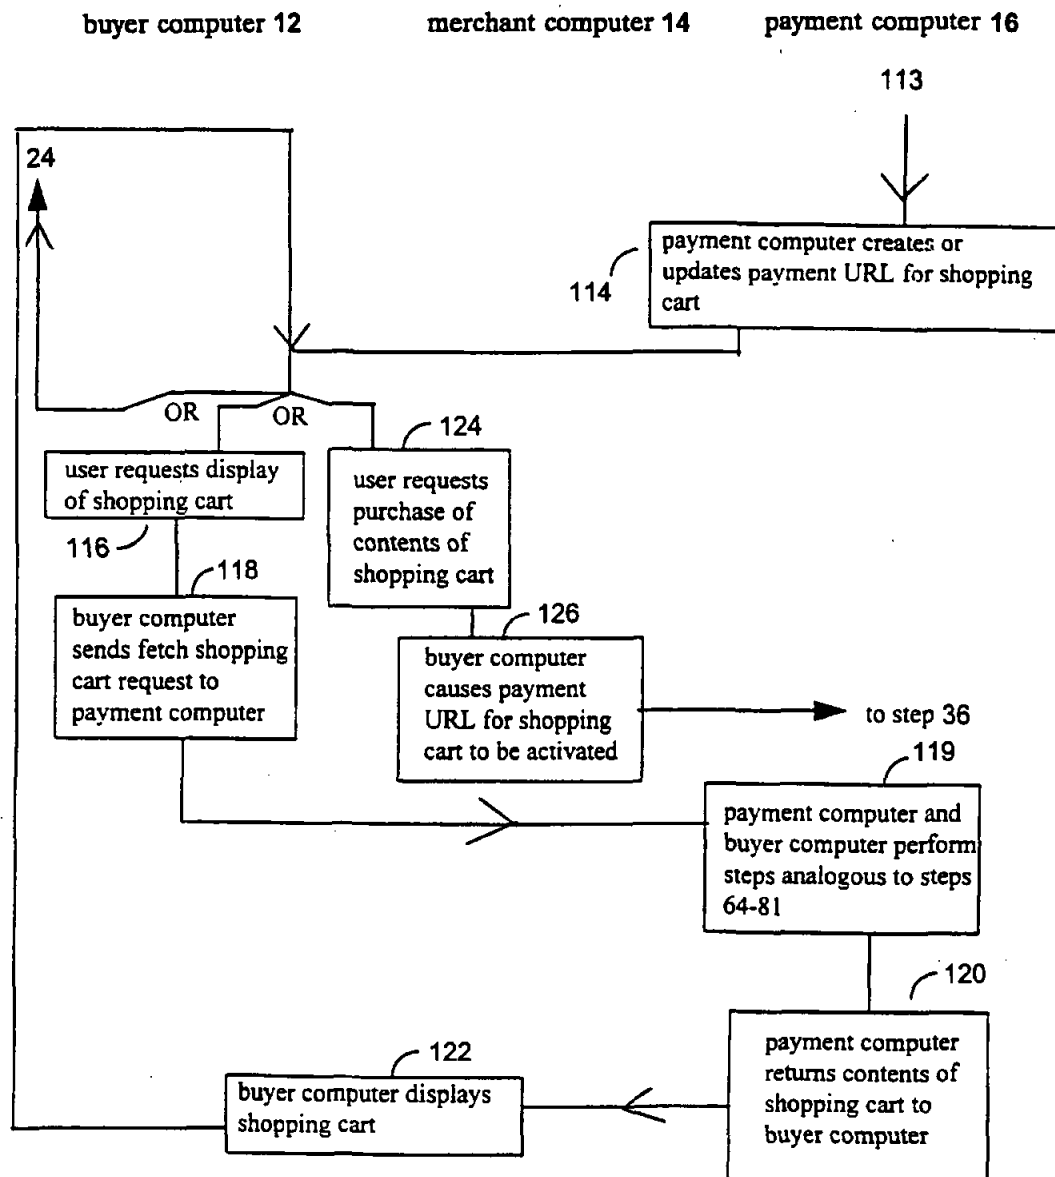 buyer computer 12
merchant computer 14
payment computer 16
113
24
payment computer creates or
updates payment URL for shopping
cart
114
OR
OR
124
user requests display
of shopping cart
116
user requests
purchase of
contents of
shopping cart
118
buyer computer
sends fetch shopping
cart request to
payment computer
126
buyer computer
causes payment
URL for shopping
cart to be activated
to step 36
119
payment computer and
buyer computer perform
steps analogous to steps
64-81
120
payment computer
returns contents of
shopping cart to
buyer computer
122
buyer computer displays
shopping cart